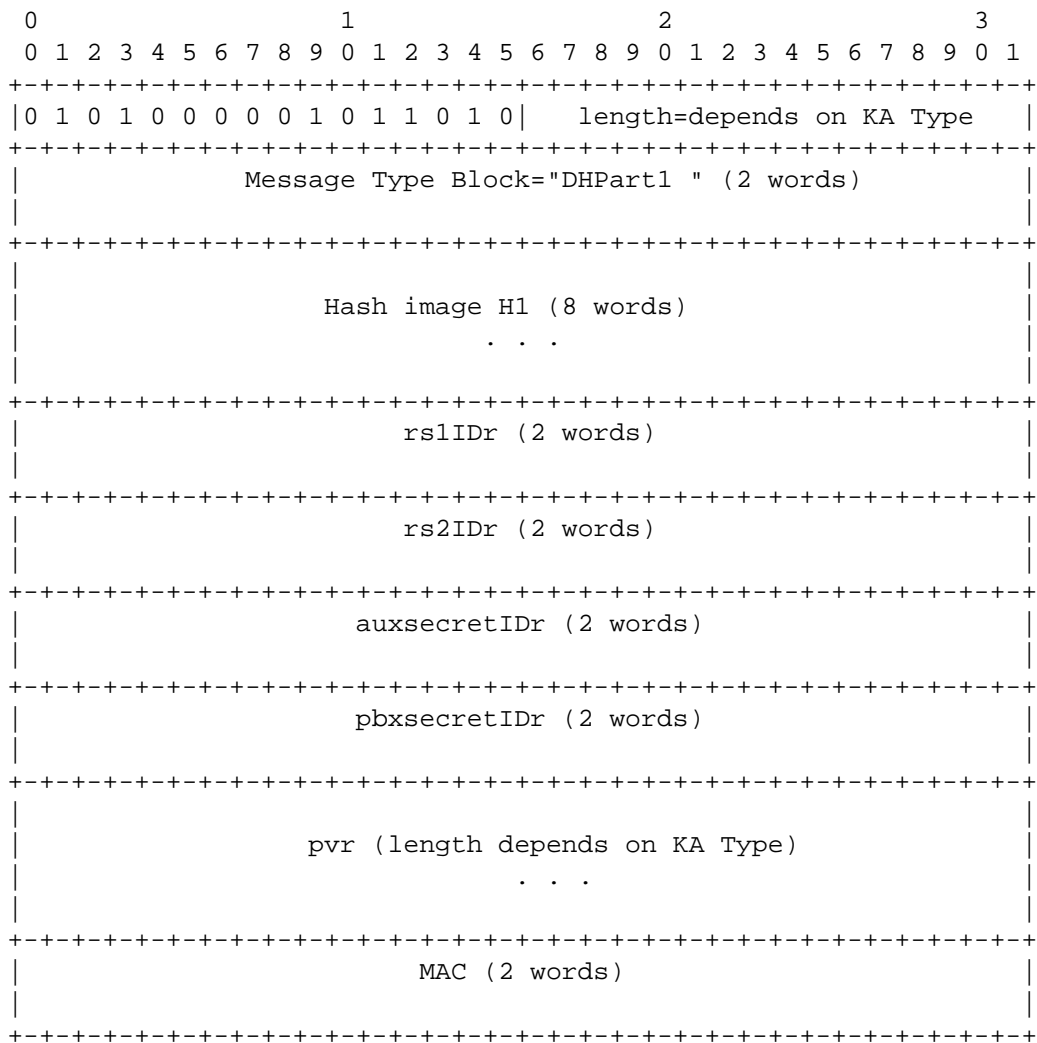 0                   1                   2                   3
 0 1 2 3 4 5 6 7 8 9 0 1 2 3 4 5 6 7 8 9 0 1 2 3 4 5 6 7 8 9 0 1
+-+-+-+-+-+-+-+-+-+-+-+-+-+-+-+-+-+-+-+-+-+-+-+-+-+-+-+-+-+-+-+-+
|0 1 0 1 0 0 0 0 0 1 0 1 1 0 1 0|   length=depends on KA Type   |
+-+-+-+-+-+-+-+-+-+-+-+-+-+-+-+-+-+-+-+-+-+-+-+-+-+-+-+-+-+-+-+-+
|              Message Type Block="DHPart1 " (2 words)          |
|                                                               |
+-+-+-+-+-+-+-+-+-+-+-+-+-+-+-+-+-+-+-+-+-+-+-+-+-+-+-+-+-+-+-+-+
|                                                               |
|                   Hash image H1 (8 words)                     |
|                             . . .                             |
|                                                               |
+-+-+-+-+-+-+-+-+-+-+-+-+-+-+-+-+-+-+-+-+-+-+-+-+-+-+-+-+-+-+-+-+
|                        rs1IDr (2 words)                       |
|                                                               |
+-+-+-+-+-+-+-+-+-+-+-+-+-+-+-+-+-+-+-+-+-+-+-+-+-+-+-+-+-+-+-+-+
|                        rs2IDr (2 words)                       |
|                                                               |
+-+-+-+-+-+-+-+-+-+-+-+-+-+-+-+-+-+-+-+-+-+-+-+-+-+-+-+-+-+-+-+-+
|                     auxsecretIDr (2 words)                    |
|                                                               |
+-+-+-+-+-+-+-+-+-+-+-+-+-+-+-+-+-+-+-+-+-+-+-+-+-+-+-+-+-+-+-+-+
|                     pbxsecretIDr (2 words)                    |
|                                                               |
+-+-+-+-+-+-+-+-+-+-+-+-+-+-+-+-+-+-+-+-+-+-+-+-+-+-+-+-+-+-+-+-+
|                                                               |
|                  pvr (length depends on KA Type)              |
|                               . . .                           |
|                                                               |
+-+-+-+-+-+-+-+-+-+-+-+-+-+-+-+-+-+-+-+-+-+-+-+-+-+-+-+-+-+-+-+-+
|                         MAC (2 words)                         |
|                                                               |
+-+-+-+-+-+-+-+-+-+-+-+-+-+-+-+-+-+-+-+-+-+-+-+-+-+-+-+-+-+-+-+-+